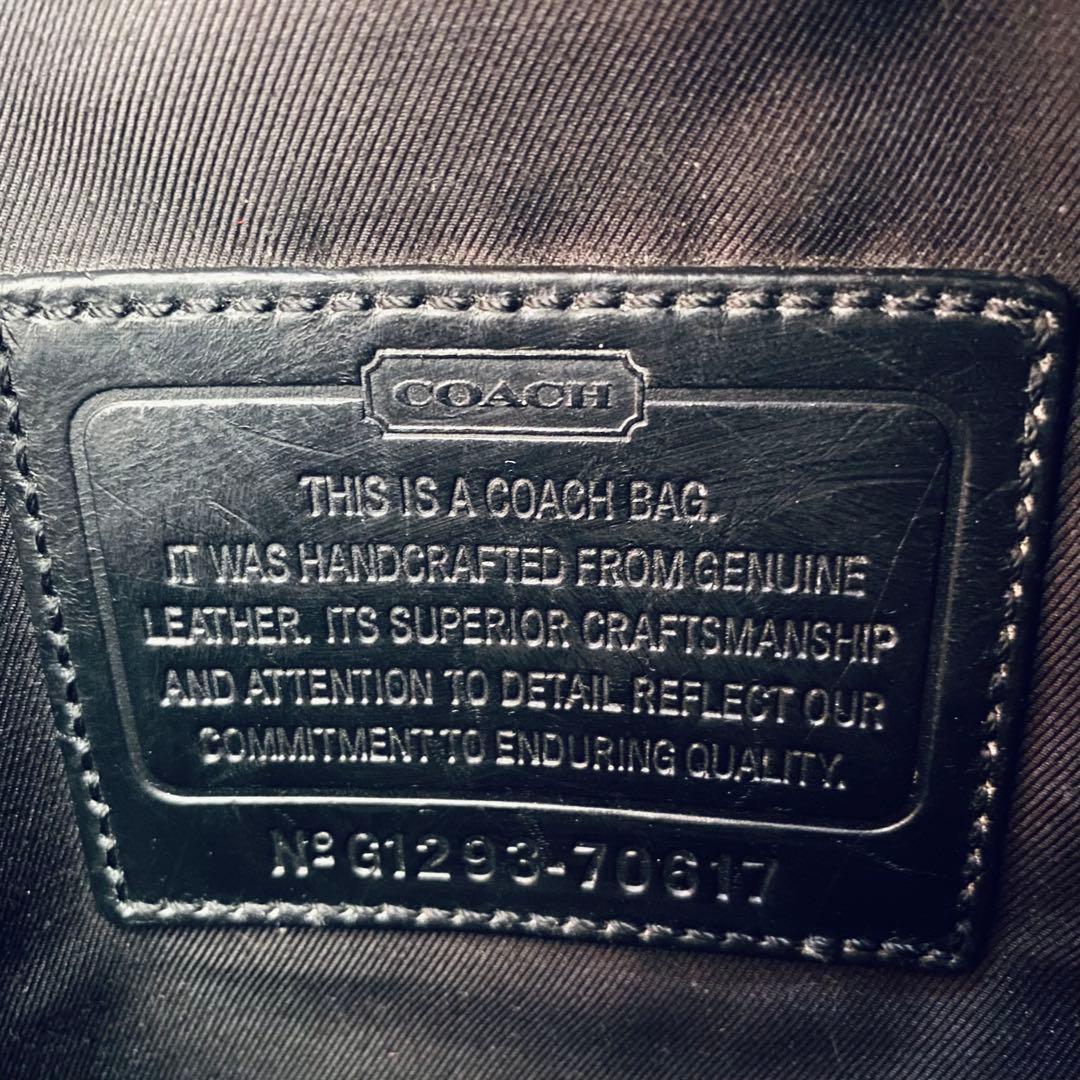 COACH
THIS IS A COACH BAG.
IT WAS HANDCRAFTED FROM GENUINE
LEATHER. ITS SUPERIOR CRAFTSMANSHIP
AND ATTENTION TO DETAIL REFLECT OUR
COMMITMENT TO ENDURING QUALITY.
Nº G1293-70617